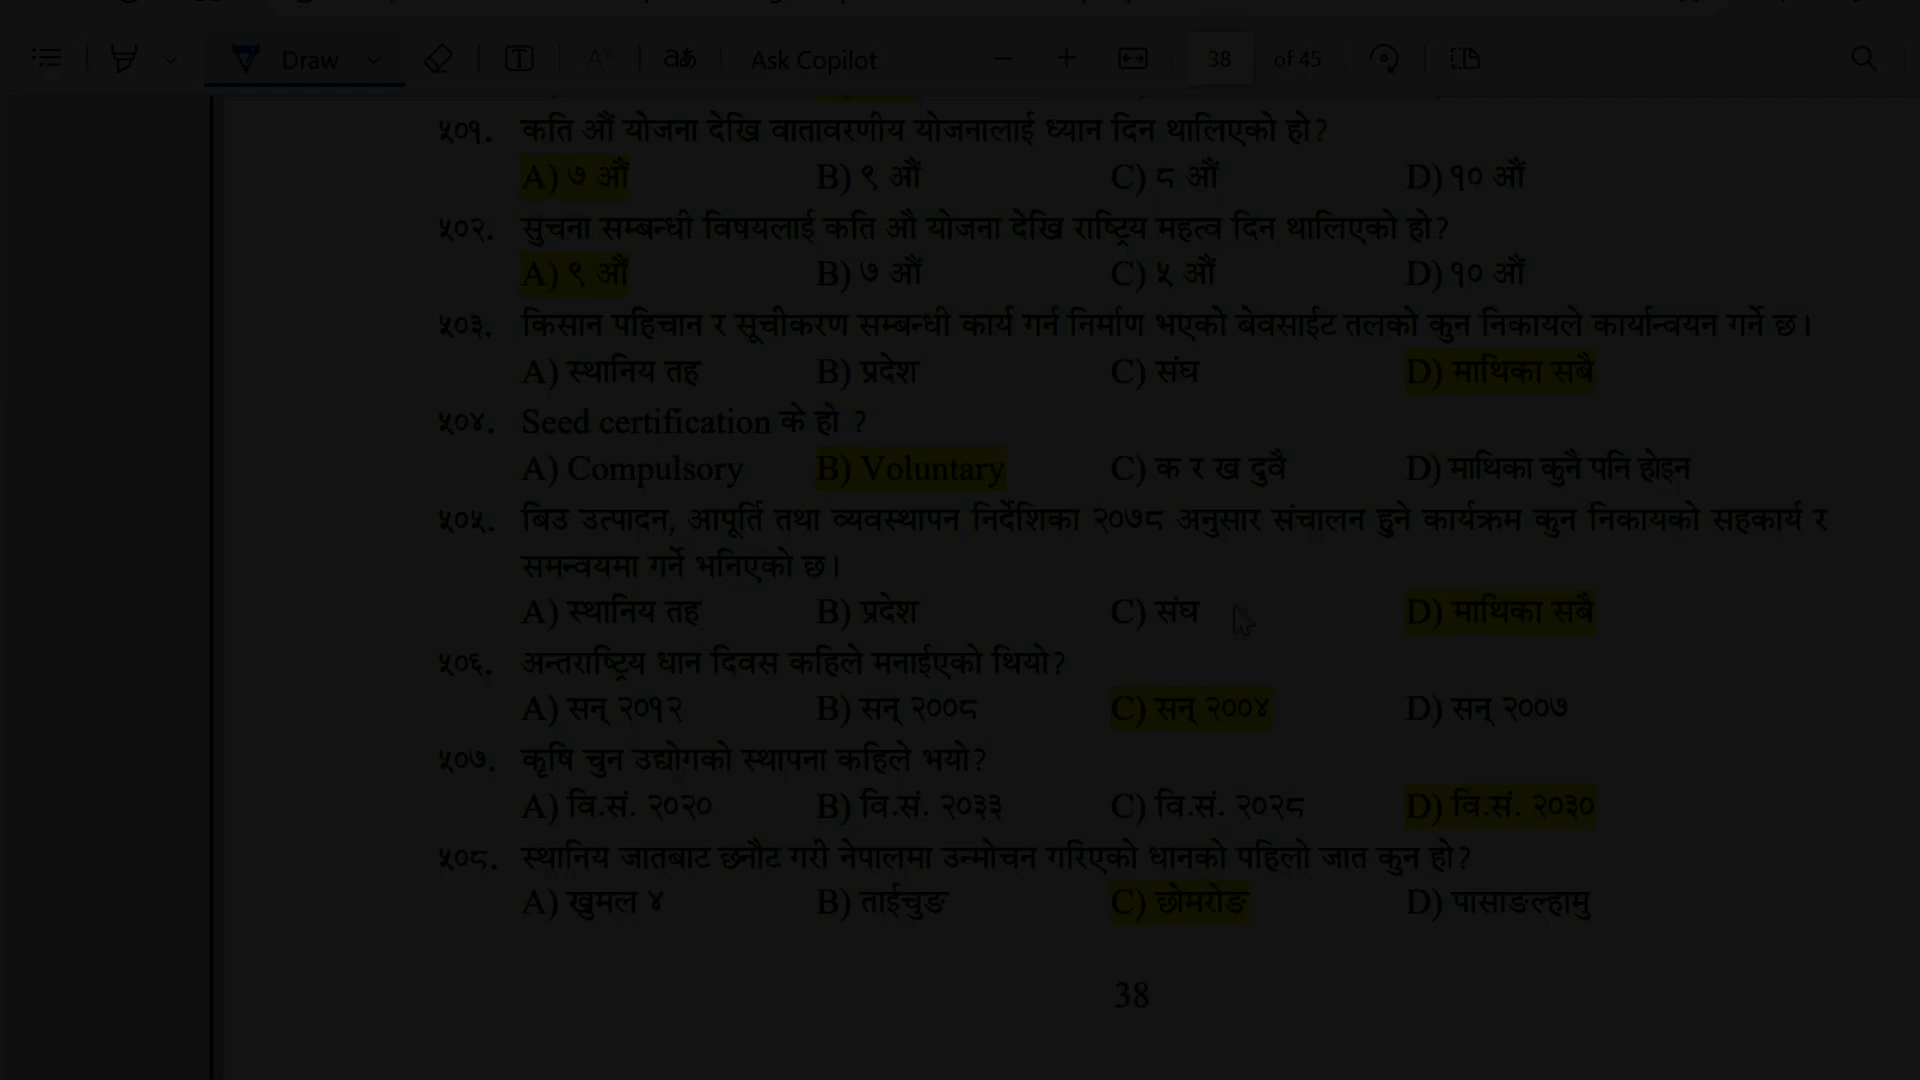 Draw
T
aあ
Ask Copilot
38 of 45
५०१. कति औं योजना देखि वातावरणीय योजनालाई ध्यान दिन थालिएको हो?
A) ७ औं B) ९ औं C) ८ औं D) १० औं
५०२. सुचना सम्बन्धी विषयलाई कति औ योजना देखि राष्ट्रिय महत्व दिन थालिएको हो?
A) ९ औं B) ७ औं C) ५ औं D) १० औं
५०३. किसान पहिचान र सूचीकरण सम्बन्धी कार्य गर्न निर्माण भएको बेवसाईट तलको कुन निकायले कार्यान्वयन गर्ने छ।
A) स्थानिय तह B) प्रदेश C) संघ D) माथिका सबै
५०४. Seed certification के हो ?
A) Compulsory B) Voluntary C) क र ख दुवै D) माथिका कुनै पनि होइन
५०५. बिउ उत्पादन, आपूर्ति तथा व्यवस्थापन निर्देशिका २०७८ अनुसार संचालन हुने कार्यक्रम कुन निकायको सहकार्य र
समन्वयमा गर्ने भनिएको छ।
A) स्थानिय तह B) प्रदेश C) संघ D) माथिका सबै
५०६. अन्तराष्ट्रिय धान दिवस कहिले मनाईएको थियो?
A) सन् २०१२ B) सन् २००८ C) सन् २००४ D) सन् २००७
५०७. कृषि चुन उद्योगको स्थापना कहिले भयो?
A) वि.सं. २०२० B) वि.सं. २०३३ C) वि.सं. २०२८ D) वि.सं. २०३०
५०८. स्थानिय जातबाट छनौट गरी नेपालमा उन्मोचन गरिएको धानको पहिलो जात कुन हो?
A) खुमल ४ B) ताईचुङ C) छोमरोङ D) पासाङल्हामु
38